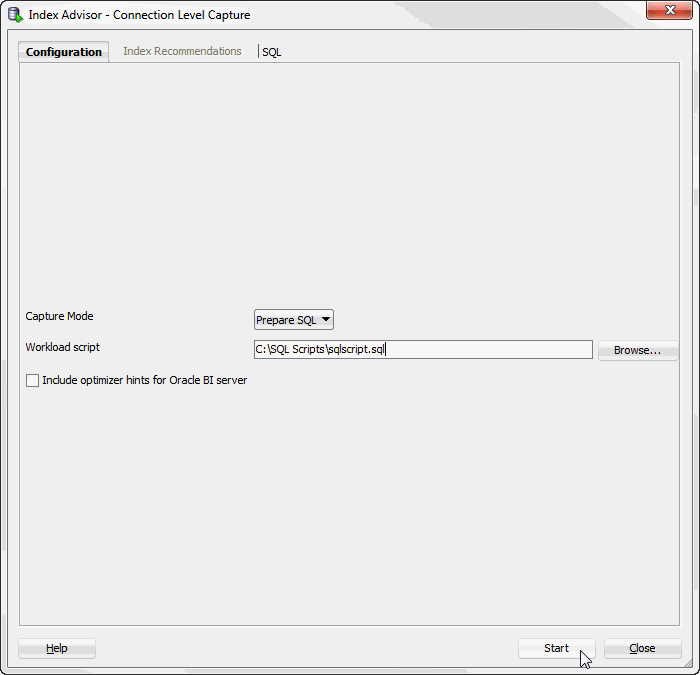 Index Advisor - Connection Level Capture
Configuration Index Recommendations SQL
Capture Mode Prepare SQL
Workload script C:\SQL Scripts\sqlscript.sql Browse...
Include optimizer hints for Oracle BI server
Help Start Close